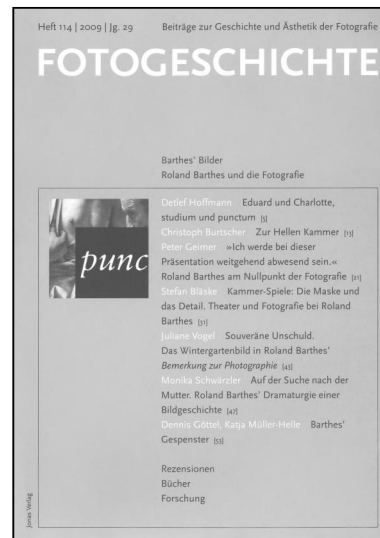 Heft 114 | 2009 | Jg. 29 Beiträge zur Geschichte und Ästhetik der Fotografie
FOTOGESCHICHTE
Barthes' Bilder
Roland Barthes und die Fotografie
punc
Detlef Hoffmann Eduard und Charlotte,
studium und punctum [5]
Christoph Burtscher Zur Hellen Kammer [13]
Peter Geimer »Ich werde bei dieser
Präsentation weitgehend abwesend sein.«
Roland Barthes am Nullpunkt der Fotografie [21]
Stefan Bläske Kammer-Spiele: Die Maske und
das Detail. Theater und Fotografie bei Roland
Barthes [31]
Juliane Vogel Souveräne Unschuld.
Das Wintergartenbild in Roland Barthes'
Bemerkung zur Photographie [43]
Monika Schwärzler Auf der Suche nach der
Mutter. Roland Barthes' Dramaturgie einer
Bildgeschichte [47]
Dennis Göttel, Katja Müller-Helle Barthes'
Gespenster [53]
Rezensionen
Bücher
Forschung
Jonas Verlag